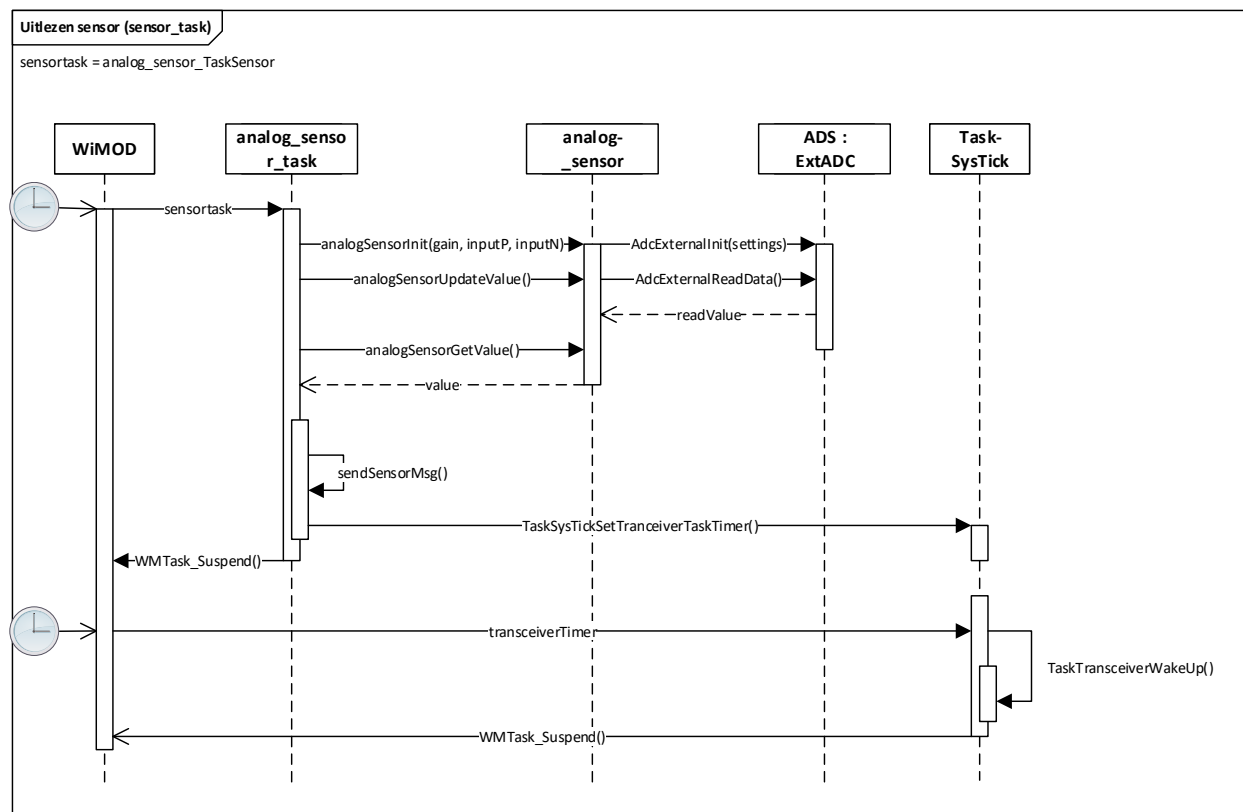 Uitlezen sensor (sensor_task)
sensortask = analog_sensor_TaskSensor
WiMOD
analog_senso
r_task
analog-
_sensor
ADS :
ExtADC
Task-
SysTick
sensortask
analogSensorInit(gain, inputP, inputN)
AdcExternalInit(settings)
analogSensorUpdateValue()
AdcExternalReadData()
readValue
analogSensorGetValue()
value
sendSensorMsg()
TaskSysTickSetTranceiverTaskTimer()
WMTask_Suspend()
transceiverTimer
TaskTransceiverWakeUp()
WMTask_Suspend()